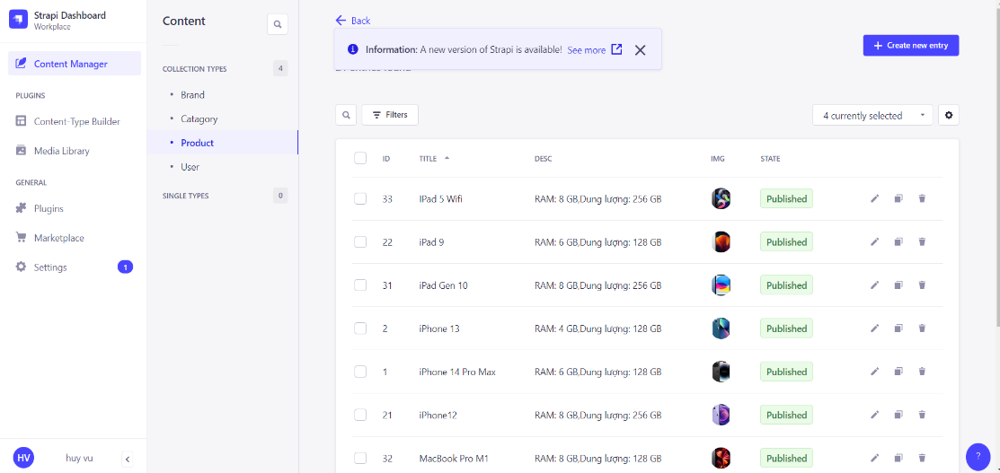 Strapi Dashboard
Workplace
Content Manager
PLUGINS
Content-Type Builder
Media Library
GENERAL
Plugins
Marketplace
Settings 1
HV huy vu
Content
COLLECTION TYPES 4
Brand
Catagory
Product
User
SINGLE TYPES 0
Back
Information: A new version of Strapi is available! See more
Create new entry
Filters
4 currently selected
ID TITLE DESC IMG STATE
33 IPad 5 Wifi RAM: 8 GB,Dung lượng: 256 GB Published
22 iPad 9 RAM: 6 GB,Dung lượng: 128 GB Published
31 iPad Gen 10 RAM: 8 GB,Dung lượng: 256 GB Published
2 iPhone 13 RAM: 4 GB,Dung lượng: 128 GB Published
1 iPhone 14 Pro Max RAM: 6 GB,Dung lượng: 128 GB Published
21 iPhone12 RAM: 8 GB,Dung lượng: 256 GB Published
32 MacBook Pro M1 RAM: 8 GB,Dung lượng: 256 GB Published
?